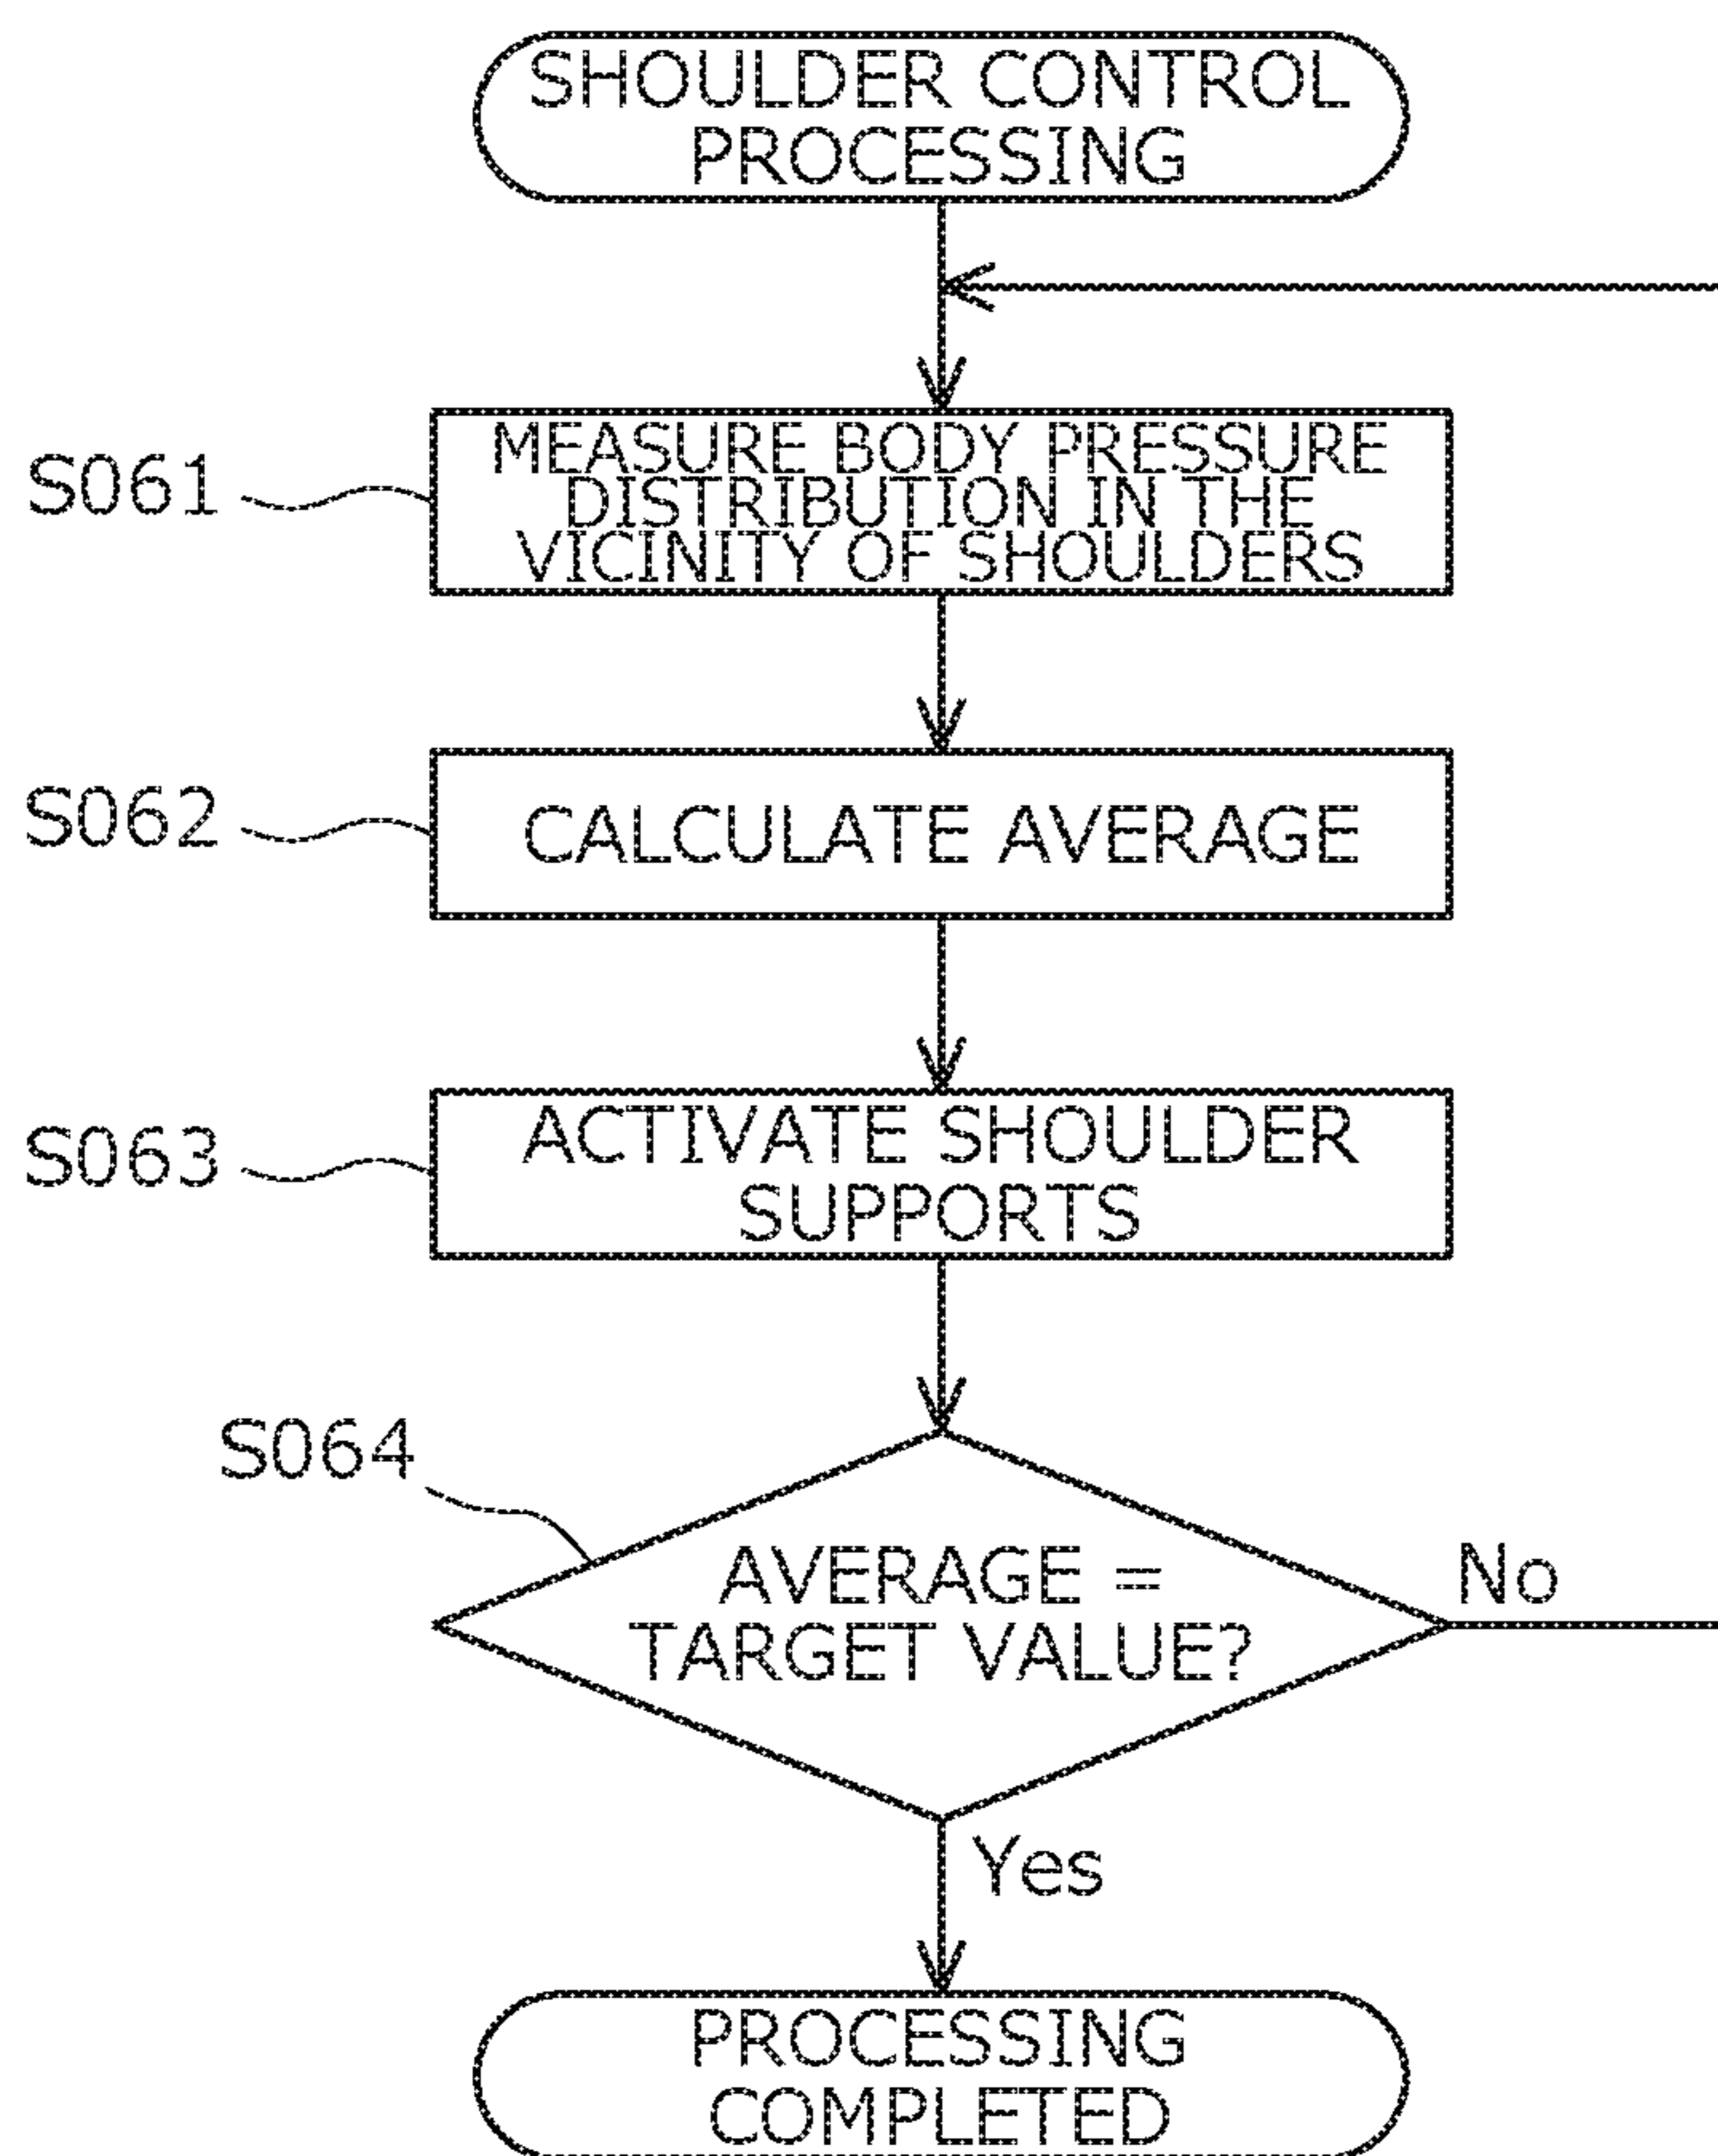 SHOULDER CONTROL
PROCESSING
S061
MEASURE BODY PRESSURE
DISTRIBUTION IN THE
VICINITY OF SHOULDERS
S062
CALCULATE AVERAGE
S063
ACTIVATE SHOULDER
SUPPORTS
S064
AVERAGE =
TARGET VALUE?
No
Yes
PROCESSING
COMPLETED